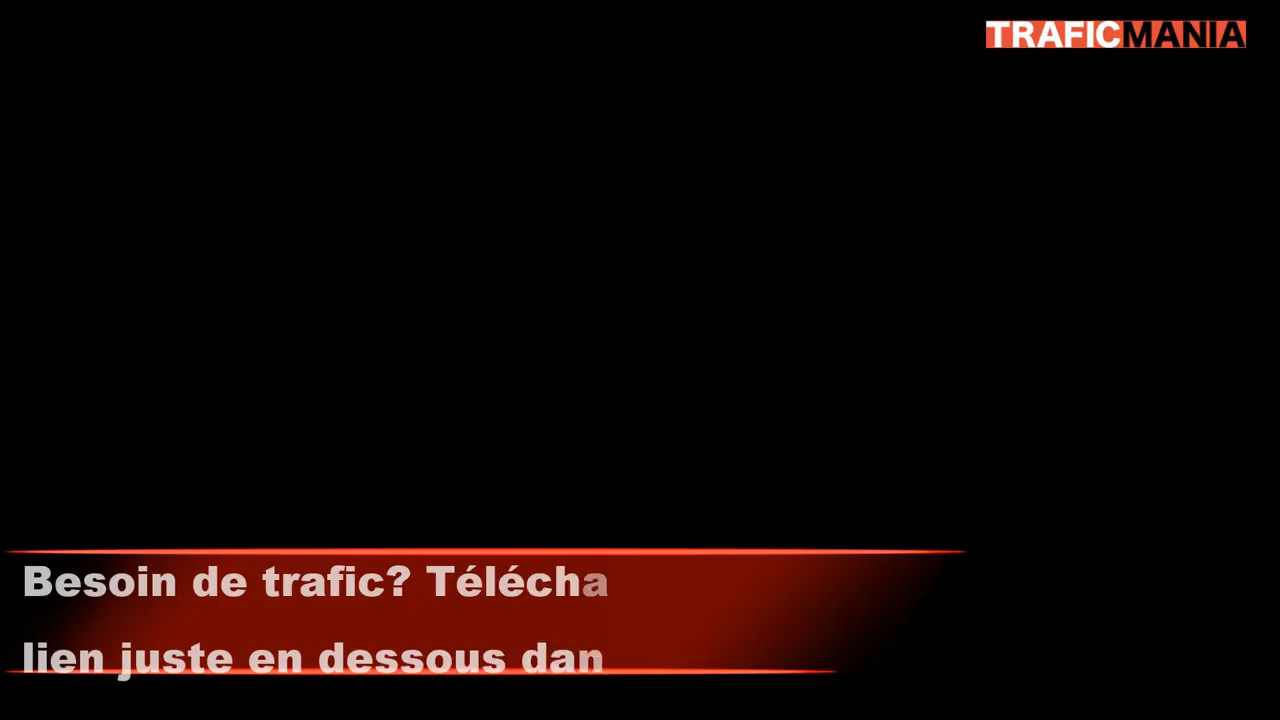 TRAFICMANIA
Besoin de trafic? Télécha
lien juste en dessous dan